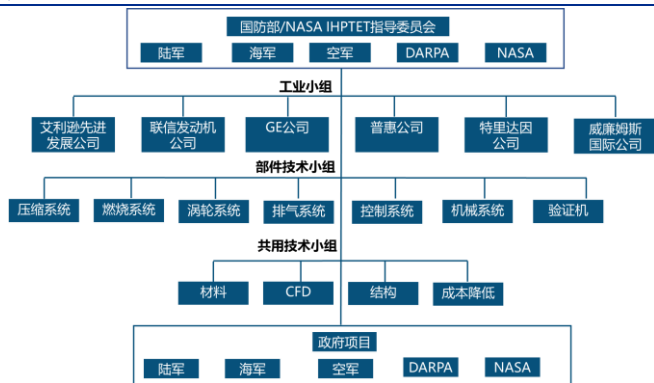 国防部/NASA IHPTET指导委员会
陆军 海军 空军 DARPA NASA
工业小组
艾利逊先进
发展公司
联信发动机
公司
GE公司
普惠公司
特里达因
公司
威廉姆斯
国际公司
部件技术小组
压缩系统 燃烧系统 涡轮系统 排气系统 控制系统 机械系统 验证机
共用技术小组
材料 CFD 结构 成本降低
政府项目
陆军 海军 空军 DARPA NASA